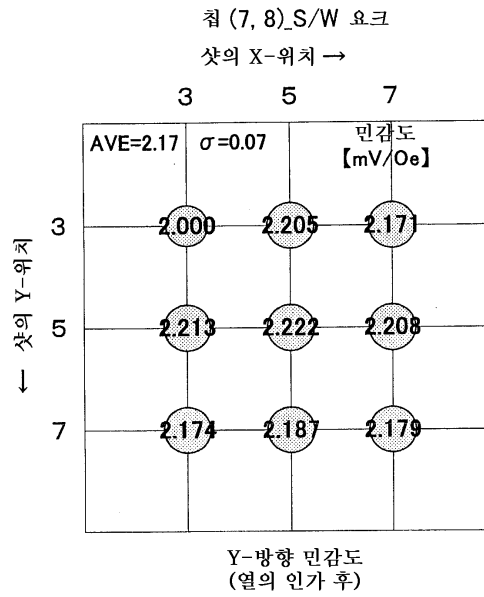 칩 (7, 8)_S/W 요크
샷의 X-위치 →
3 5 7
AVE=2.17 σ=0.07 민감도
【mV/Oe】
3 2.000 2.205 2.171
← 샷의 Y-위치
5 2.213 2.222 2.208
7 2.174 2.187 2.179
Y-방향 민감도
(열의 인가 후)